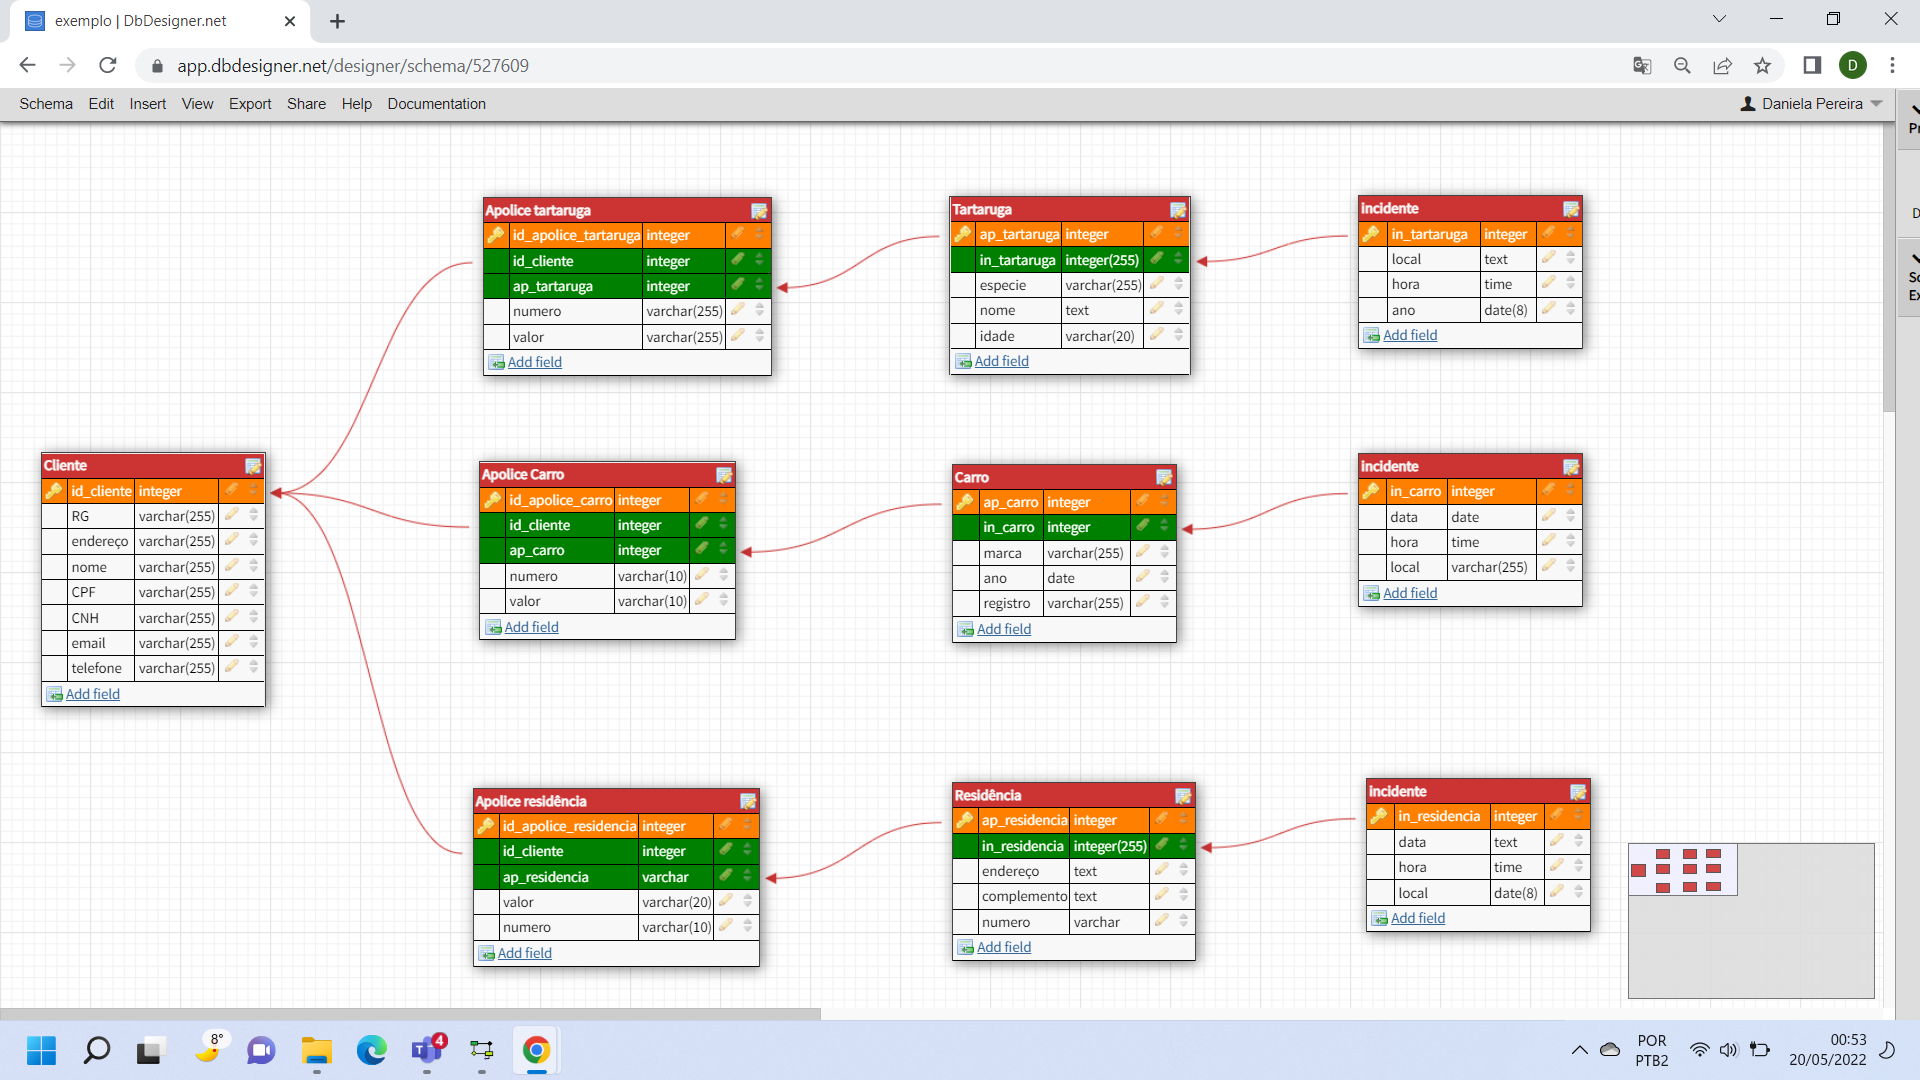 exemplo | DbDesigner.net
app.dbdesigner.net/designer/schema/527609
D
Schema Edit Insert View Export Share Help Documentation
Daniela Pereira
Apolice tartaruga
id_apolice_tartaruga integer
id_cliente integer
ap_tartaruga integer
numero varchar(255)
valor varchar(255)
Add field
Tartaruga
ap_tartaruga integer
in_tartaruga integer(255)
especie varchar(255)
nome text
idade varchar(20)
Add field
incidente
in_tartaruga integer
local text
hora time
ano date(8)
Add field
Cliente
id_cliente integer
RG varchar(255)
endereço varchar(255)
nome varchar(255)
CPF varchar(255)
CNH varchar(255)
email varchar(255)
telefone varchar(255)
Add field
Apolice Carro
id_apolice_carro integer
id_cliente integer
ap_carro integer
numero varchar(10)
valor varchar(10)
Add field
Carro
ap_carro integer
in_carro integer
marca varchar(255)
ano date
registro varchar(255)
Add field
incidente
in_carro integer
data date
hora time
local varchar(255)
Add field
Apolice residência
id_apolice_residencia integer
id_cliente integer
ap_residencia varchar
valor varchar(20)
numero varchar(10)
Add field
Residência
ap_residencia integer
in_residencia integer(255)
endereço text
complemento text
numero varchar
Add field
incidente
in_residencia integer
data text
hora time
local date(8)
Add field
8°
4
POR
PTB2
00:53
20/05/2022